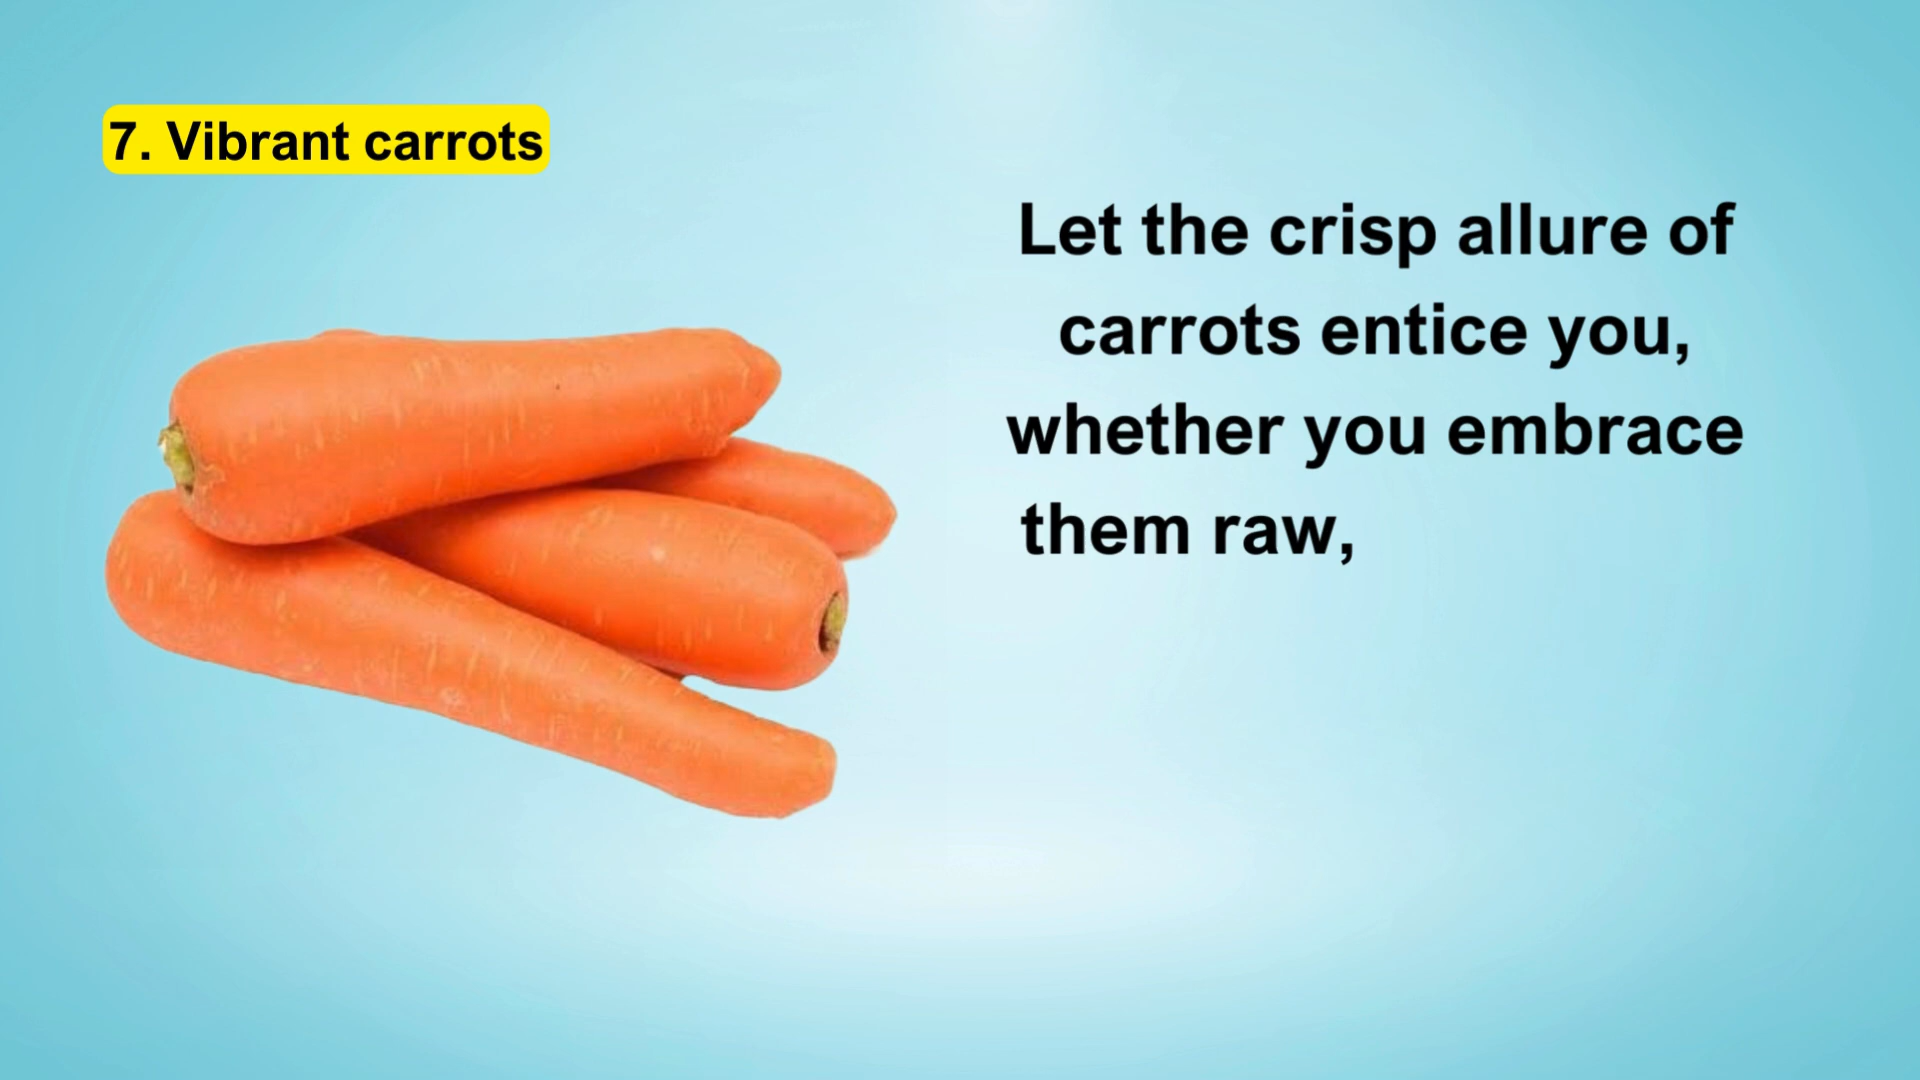 7. Vibrant carrots
Let the crisp allure of
carrots entice you,
whether you embrace
them raw,